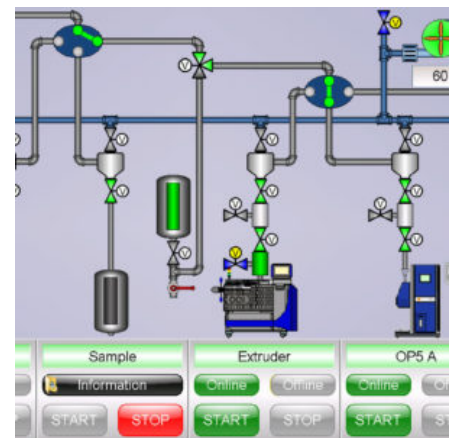 60
Sample
Extruder
OP5 A
Information
Online
Offline
Online
START
STOP
START
STOP
START